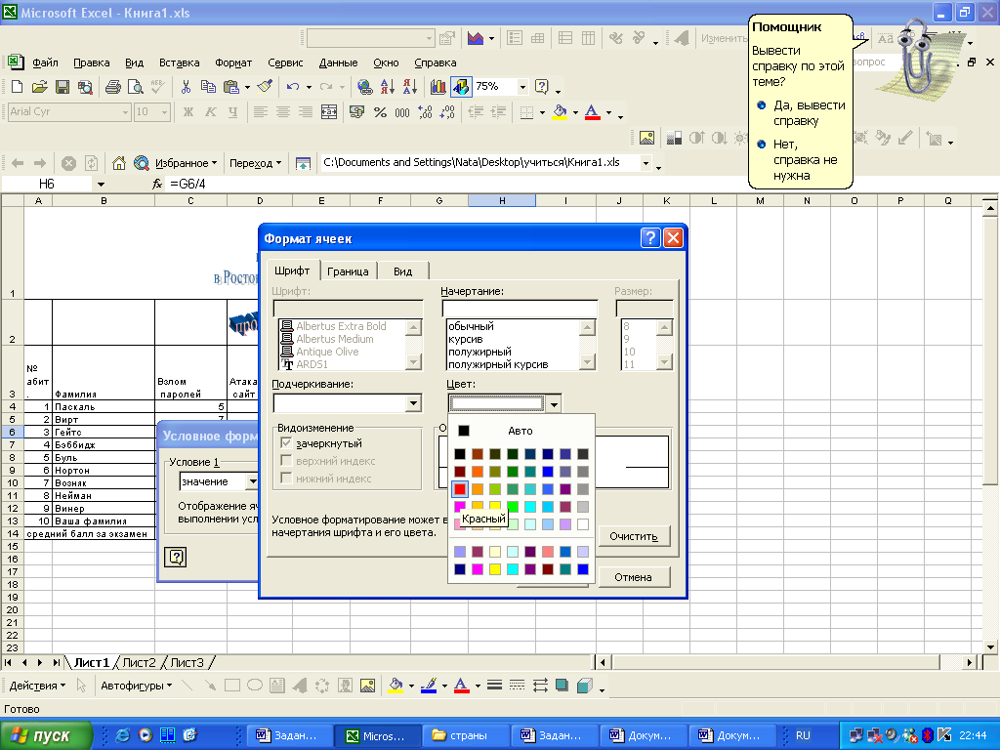 Microsoft Excel - Книга1.xls
Изменить
Помощник
Вывести
справку по этой
теме?
Да, вывести
справку
Нет,
справка не
нужна
Файл Правка Вид Вставка Формат Сервис Данные Окно Справка
вопрос
75%
Arial Cyr 10 Ж К Ч % 000
Избранное Переход C:\Documents and Settings\Nata\Desktop\учиться\Книга1.xls
H6 fx =G6/4
A B C D E F G H I J K L M N O P Q
1 в Росто
2 про
3 № абит. Фамилия Взлом паролей Атака сайт
4 1 Паскаль 5
5 2 Вирт 7
6 3 Гейтс
7 4 Бэббидж
8 5 Буль
9 6 Нортон
10 7 Возняк
11 8 Нейман
12 9 Винер
13 10 Ваша фамилия
14 средний балл за экзамен
15
16
17
18
19
20
21
22
23
Условное форм
Условие 1
значение
Отображение яч
выполнении усл
Формат ячеек
Шрифт Граница Вид
Шрифт: Начертание: Размер:
Albertus Extra Bold обычный 8
Albertus Medium курсив 9
Antique Olive полужирный 10
ARDS1 полужирный курсив 11
Подчеркивание: Цвет:
Авто
Видоизменение О
зачеркнутый
верхний индекс
нижний индекс
Красный
Условное форматирование может в
начертания шрифта и его цвета.
Очистить
Отмена
Лист1 Лист2 Лист3
Действия Автофигуры
Готово
пуск Задан... Micros... страны Задан... Докум... Докум... RU 22:44